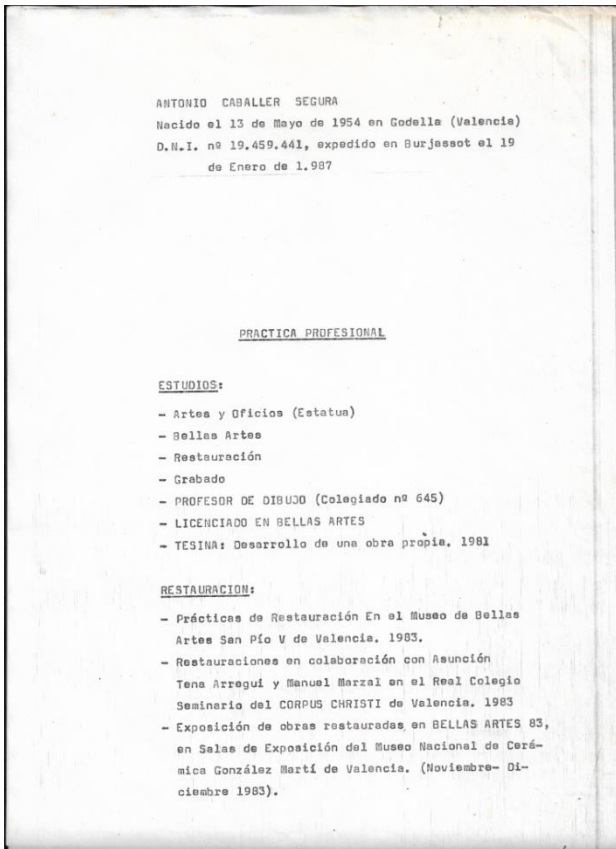 ANTONIO CABALLER SEGURA
Nacido el 13 de Mayo de 1954 en Godella (Valencia)
D.N.I. nº 19.459.441, expedido en Burjassot el 19
de Enero de 1.987
PRACTICA PROFESIONAL
ESTUDIOS:
- Artes y Oficios (Estatua)
- Bellas Artes
- Restauración
- Grabado
- PROFESOR DE DIBUJO (Colegiado nº 645)
- LICENCIADO EN BELLAS ARTES
- TESINA: Desarrollo de una obra propia. 1981
RESTAURACION:
- Prácticas de Restauración En el Museo de Bellas
Artes San Pío V de Valencia. 1983.
- Restauraciones en colaboración con Asunción
Tena Arregui y Manuel Marzal en el Real Colegio
Seminario del CORPUS CHRISTI de Valencia. 1983
- Exposición de obras restauradas en BELLAS ARTES 83,
en Salas de Exposición del Museo Nacional de Cerá-
mica González Martí de Valencia. (Noviembre- Di-
ciembre 1983).